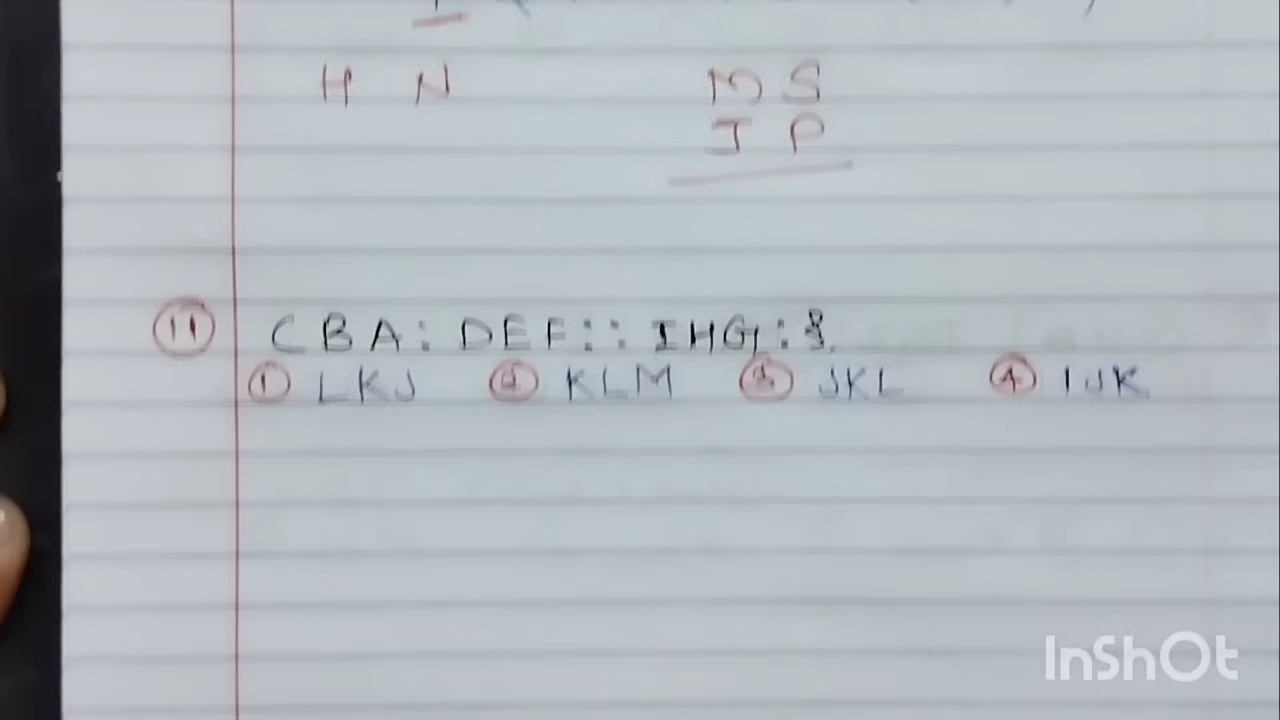 H N M S
I P
11 CBA : DEF :: IHG : ?
1 LKJ 2 KLM 3 JKL 4 IJK
InShOt